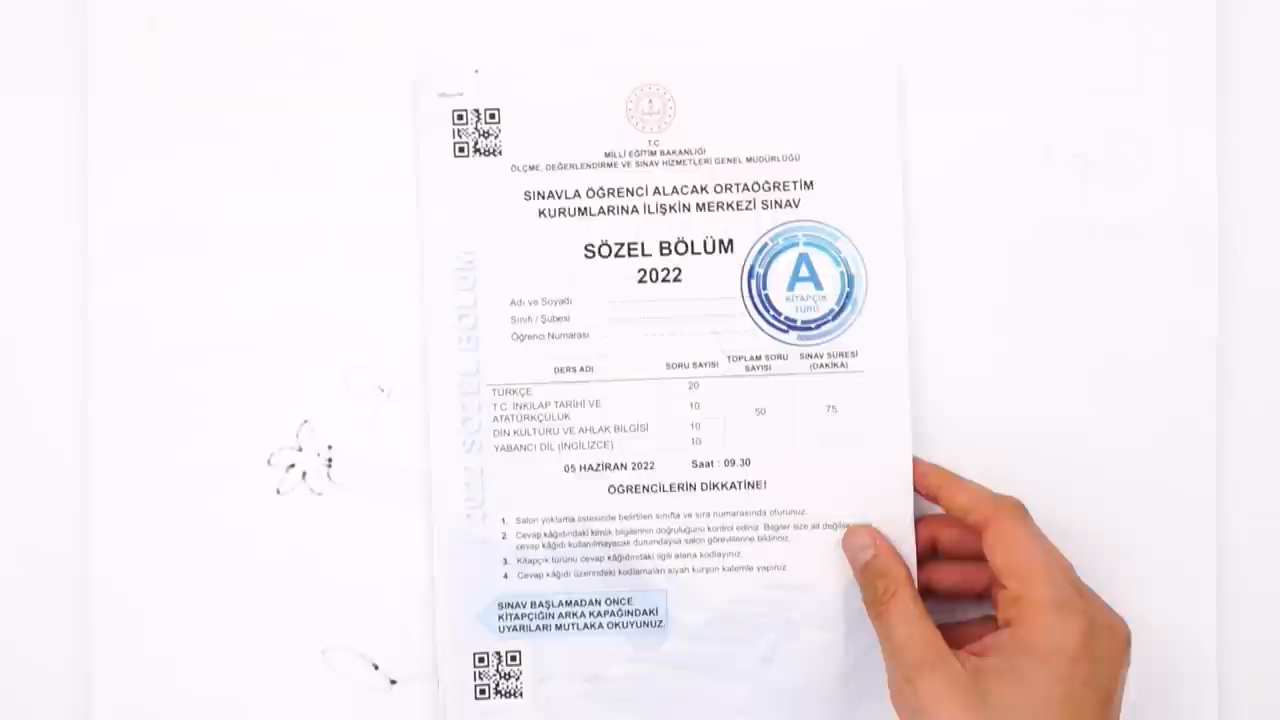 T.C
MİLLİ EĞİTİM BAKANLIĞI
ÖLÇME, DEĞERLENDİRME VE SINAV HİZMETLERİ GENEL MÜDÜRLÜĞÜ
SINAVLA ÖĞRENCİ ALACAK ORTAÖĞRETİM
KURUMLARINA İLİŞKİN MERKEZİ SINAV
SÖZEL BÖLÜM
2022
A
KİTAPÇIK
TÜRÜ
Adı ve Soyadı
Sınıfı / Şubesi
Öğrenci Numarası
DERS ADI SORU SAYISI TOPLAM SORU SAYISI SINAV SÜRESİ (DAKİKA)
TÜRKÇE 20
T.C. İNKILAP TARİHİ VE
ATATÜRKÇÜLÜK 10 50 75
DİN KÜLTÜRÜ VE AHLAK BİLGİSİ 10
YABANCI DİL (İNGİLİZCE) 10
05 HAZİRAN 2022 Saat : 09.30
ÖĞRENCİLERİN DİKKATİNE!
1. Salon yoklama listesinde belirtilen sınıfta ve sıra numarasında oturunuz.
2. Cevap kâğıdındaki kimlik bilgilerinin doğruluğunu kontrol ediniz. Bilgiler size ait değilse
cevap kâğıdı kullanılmayacak durumdaysa salon görevlilerine bildiriniz.
3. Kitapçık türünü cevap kâğıdındaki ilgili alana kodlayınız.
4 Cevap kâğıdı üzerindeki kodlamaları siyah kurşun kalemle yapınız.
SINAV BAŞLAMADAN ÖNCE
KİTAPÇIĞIN ARKA KAPAĞINDAKİ
UYARILARI MUTLAKA OKUYUNUZ.
2022 SÖZEL BÖLÜM